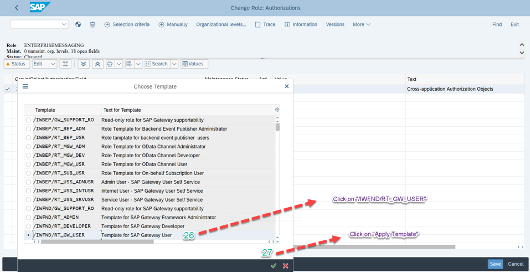 SAP
Change Role: Authorizations
Selection criteria
Manually
Organizational levels...
Trace
Information
Versions
More
Find
Exit
Role ENTERPRISEMESSAGING
Maint. 0 unmaint. org. levels, 18 open fields
Status
Status
Edit
Search
Values
Text
Cross-application Authorization Objects
Choose Template
Template Text for Template
/IWBEP/GW_SUPPORT_RO Read-only role for SAP Gateway supportability
/IWBEP/RT_BEP_ADM Role Template for Backend Event Publisher Administrator
/IWBEP/RT_BEP_USR Role template for backend event publisher users
/IWBEP/RT_MGW_ADM Role Template for OData Channel Administrator
/IWBEP/RT_MGW_DEV Role Template for OData Channel Developer
/IWBEP/RT_MGW_USR Role Template for OData Channel User
/IWBEP/RT_SUB_USR Role Template for On-behalf Subscription User
/IWBEP/RT_USS_ADMUSR Admin User - SAP Gateway User Self Service
/IWBEP/RT_USS_INTUSR Internet User - SAP Gateway User Self Service
/IWBEP/RT_USS_SRVUSR Service User - SAP Gateway User Self Service
/IWFND/GW_SUPPORT_RO Read-only role for SAP Gateway supportability
/IWFND/RT_ADMIN Template for SAP Gateway Framework Administrator
/IWFND/RT_DEVELOPER Template for SAP Gateway Developer
/IWFND/RT_GW_USER Template for SAP Gateway User
26
Click on "/IWFND/RT_GW_USER"
27
Click on "Apply Template"
Save
Cancel